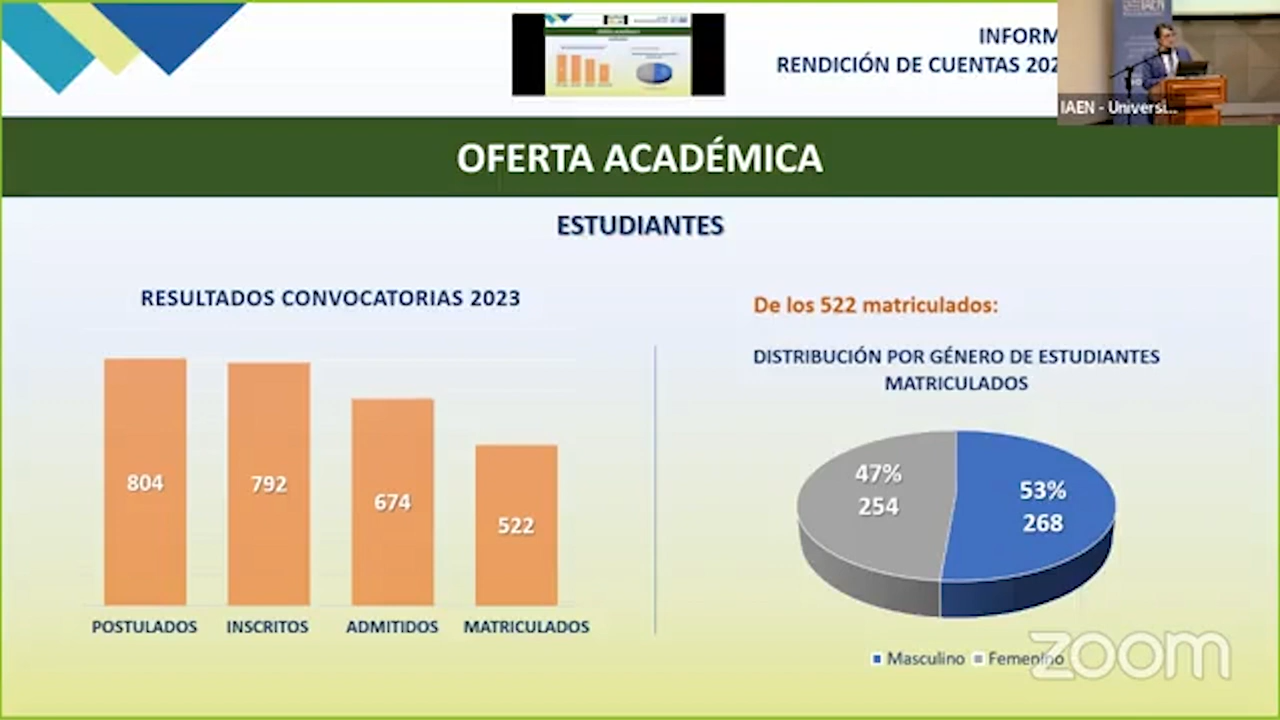 INFORM
RENDICIÓN DE CUENTAS 202
IAEN
IAEN - Universi...
OFERTA ACADÉMICA
ESTUDIANTES
RESULTADOS CONVOCATORIAS 2023
804
792
674
522
POSTULADOS
INSCRITOS
ADMITIDOS
MATRICULADOS
De los 522 matriculados:
DISTRIBUCIÓN POR GÉNERO DE ESTUDIANTES
MATRICULADOS
47%
254
53%
268
Masculino
Femenino
zoom